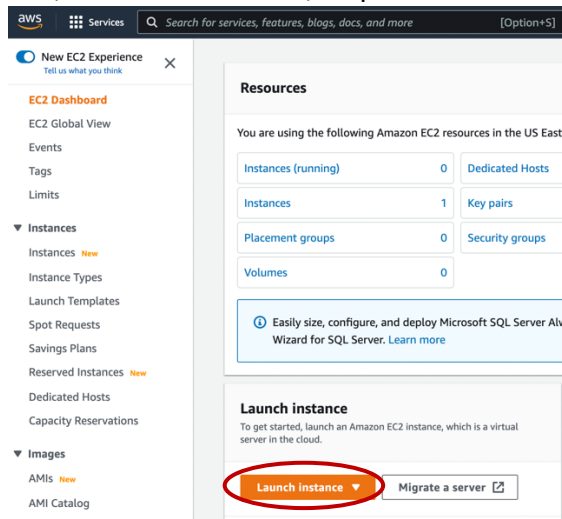 aws
Services
Search for services, features, blogs, docs, and more
[Option+S]
New EC2 Experience
Tell us what you think
EC2 Dashboard
EC2 Global View
Events
Tags
Limits
Instances
Instances New
Instance Types
Launch Templates
Spot Requests
Savings Plans
Reserved Instances New
Dedicated Hosts
Capacity Reservations
Images
AMIs New
AMI Catalog
Resources
You are using the following Amazon EC2 resources in the US East
Instances (running) 0
Dedicated Hosts
Instances 1
Key pairs
Placement groups 0
Security groups
Volumes 0
Easily size, configure, and deploy Microsoft SQL Server Alw
Wizard for SQL Server. Learn more
Launch instance
To get started, launch an Amazon EC2 instance, which is a virtual
server in the cloud.
Launch instance
Migrate a server